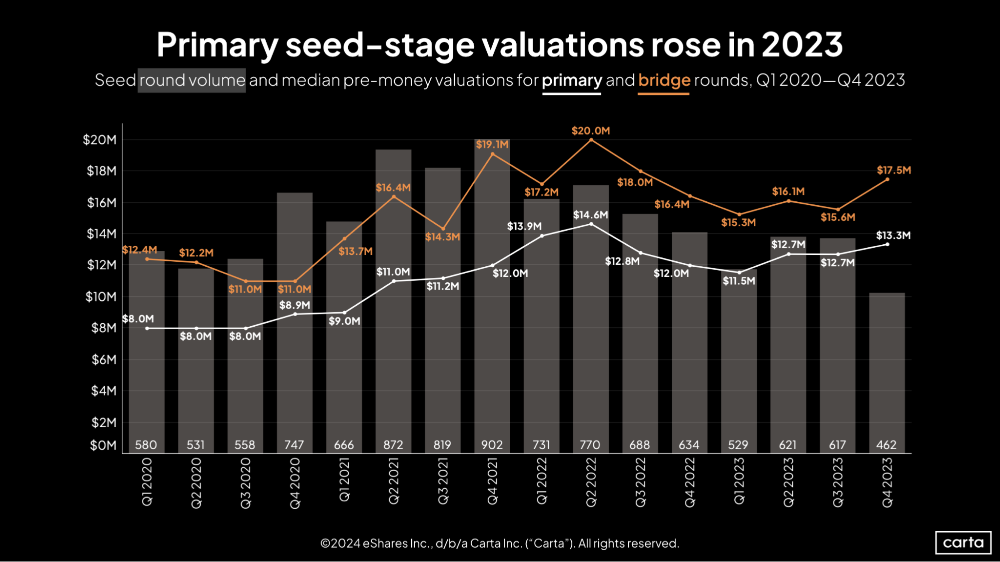 Primary seed-stage valuations rose in 2023
Seed round volume and median pre-money valuations for primary and bridge rounds, Q1 2020—Q4 2023
$20M
$18M
$16M
$14M
$12M
$10M
$8M
$6M
$4M
$2M
$0M
$12.4M
$12.2M
$11.0M
$11.0M
$13.7M
$16.4M
$14.3M
$19.1M
$17.2M
$20.0M
$18.0M
$16.4M
$15.3M
$16.1M
$15.6M
$17.5M
$8.0M
$8.0M
$8.0M
$8.9M
$9.0M
$11.0M
$11.2M
$12.0M
$13.9M
$14.6M
$12.8M
$12.0M
$11.5M
$12.7M
$12.7M
$13.3M
580 531 558 747 666 872 819 902 731 770 688 634 529 621 617 462
Q1 2020
Q2 2020
Q3 2020
Q4 2020
Q1 2021
Q2 2021
Q3 2021
Q4 2021
Q1 2022
Q2 2022
Q3 2022
Q4 2022
Q1 2023
Q2 2023
Q3 2023
Q4 2023
©2024 eShares Inc., d/b/a Carta Inc. (“Carta”). All rights reserved.
carta